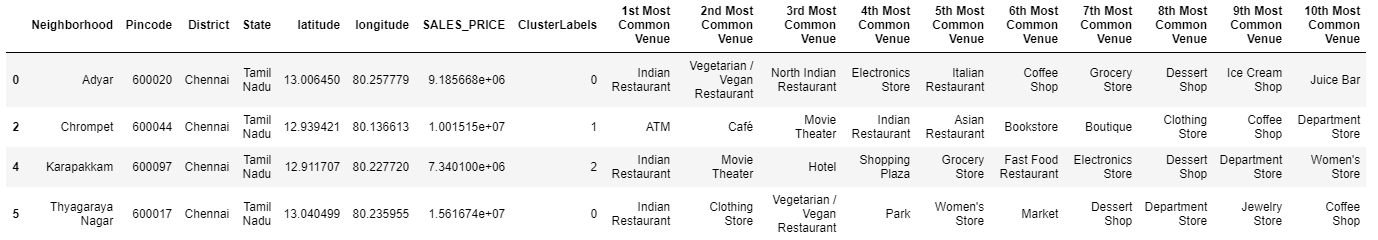 Neighborhood Pincode District State latitude longitude SALES_PRICE ClusterLabels 1st Most Common Venue 2nd Most Common Venue 3rd Most Common Venue 4th Most Common Venue 5th Most Common Venue 6th Most Common Venue 7th Most Common Venue 8th Most Common Venue 9th Most Common Venue 10th Most Common Venue
0 Adyar 600020 Chennai Tamil Nadu 13.006450 80.257779 9.185668e+06 0 Indian Restaurant Vegetarian / Vegan Restaurant North Indian Restaurant Electronics Store Italian Restaurant Coffee Shop Grocery Store Dessert Shop Ice Cream Shop Juice Bar
2 Chrompet 600044 Chennai Tamil Nadu 12.939421 80.136613 1.001515e+07 1 ATM Café Movie Theater Indian Restaurant Asian Restaurant Bookstore Boutique Clothing Store Coffee Shop Department Store
4 Karapakkam 600097 Chennai Tamil Nadu 12.911707 80.227720 7.340100e+06 2 Indian Restaurant Movie Theater Hotel Shopping Plaza Grocery Store Fast Food Restaurant Electronics Store Dessert Shop Department Store Women's Store
5 Thyagaraya Nagar 600017 Chennai Tamil Nadu 13.040499 80.235955 1.561674e+07 0 Indian Restaurant Clothing Store Vegetarian / Vegan Restaurant Park Women's Store Market Dessert Shop Department Store Jewelry Store Coffee Shop